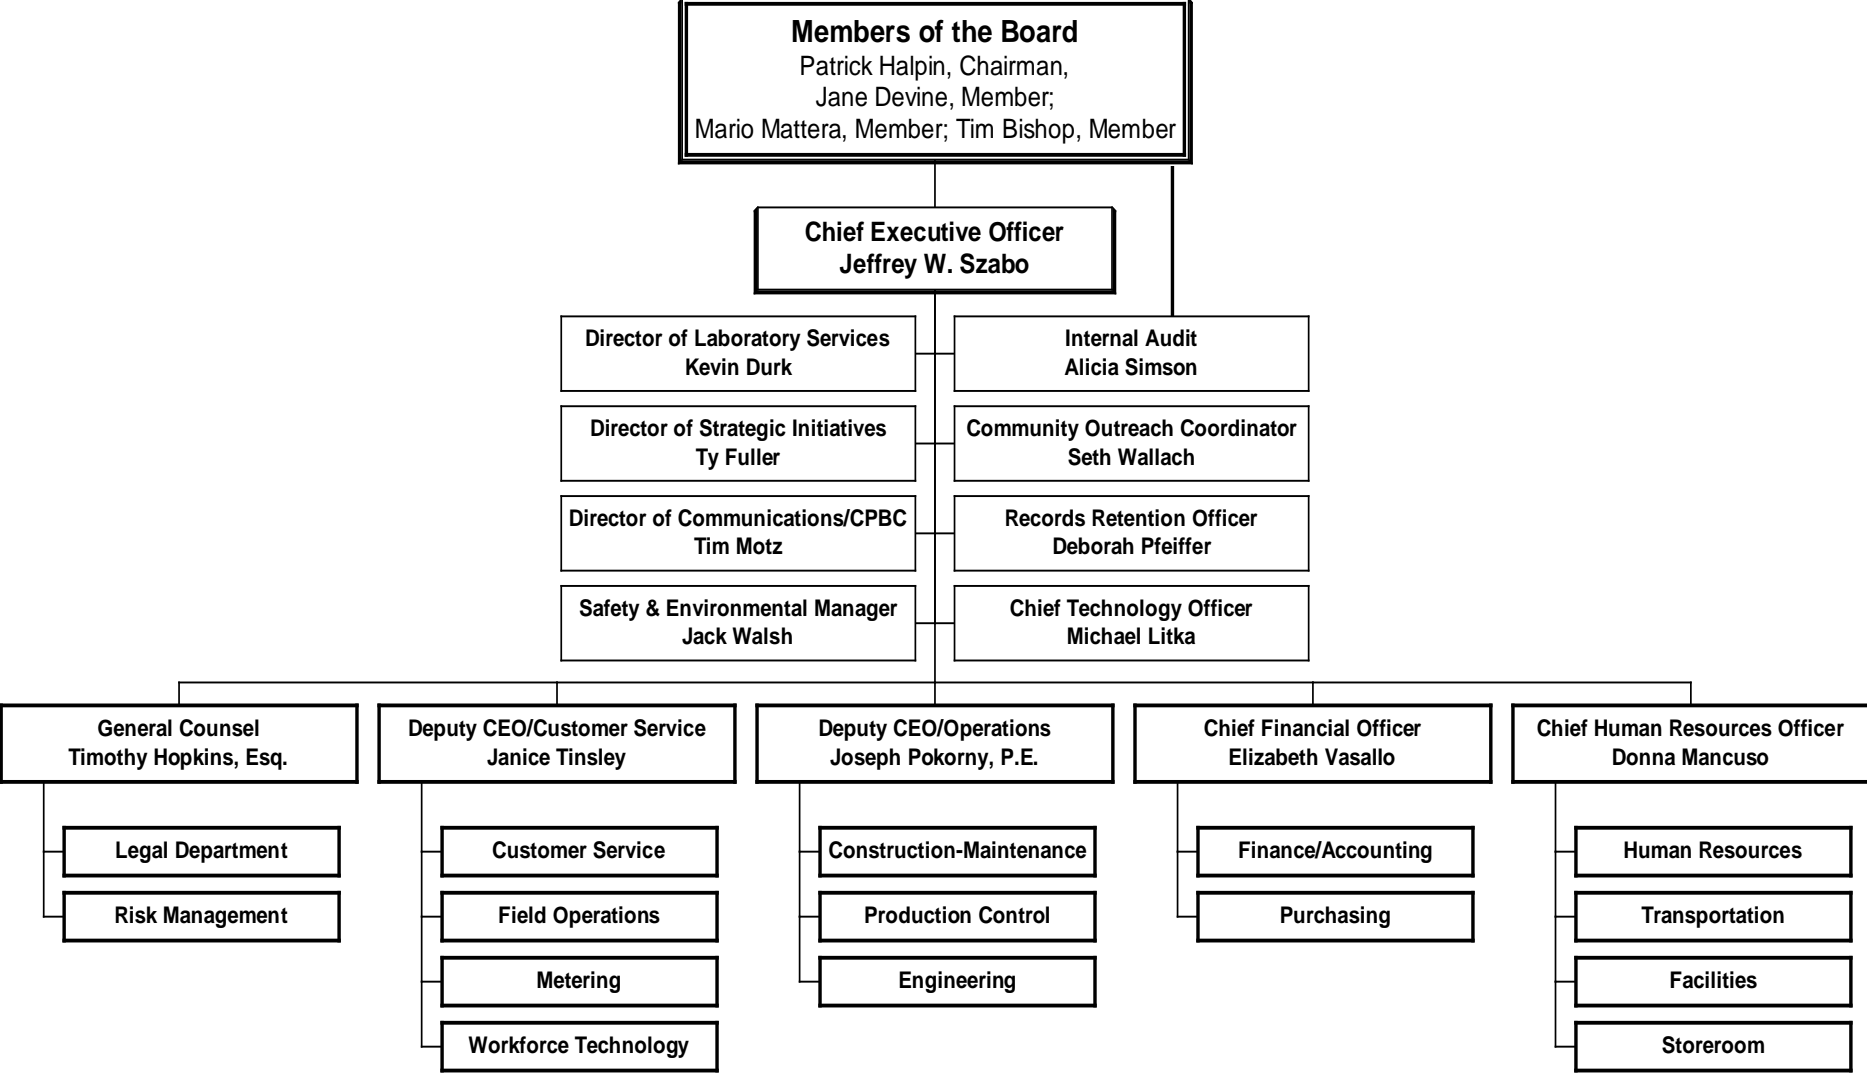 Members of the Board
Patrick Halpin, Chairman,
Jane Devine, Member;
Mario Mattera, Member; Tim Bishop, Member
Chief Executive Officer
Jeffrey W. Szabo
Director of Laboratory Services
Kevin Durk
Internal Audit
Alicia Simson
Director of Strategic Initiatives
Ty Fuller
Community Outreach Coordinator
Seth Wallach
Director of Communications/CPBC
Tim Motz
Records Retention Officer
Deborah Pfeiffer
Safety & Environmental Manager
Jack Walsh
Chief Technology Officer
Michael Litka
General Counsel
Timothy Hopkins, Esq.
Legal Department
Risk Management
Deputy CEO/Customer Service
Janice Tinsley
Customer Service
Field Operations
Metering
Workforce Technology
Deputy CEO/Operations
Joseph Pokorny, P.E.
Construction-Maintenance
Production Control
Engineering
Chief Financial Officer
Elizabeth Vasallo
Finance/Accounting
Purchasing
Chief Human Resources Officer
Donna Mancuso
Human Resources
Transportation
Facilities
Storeroom